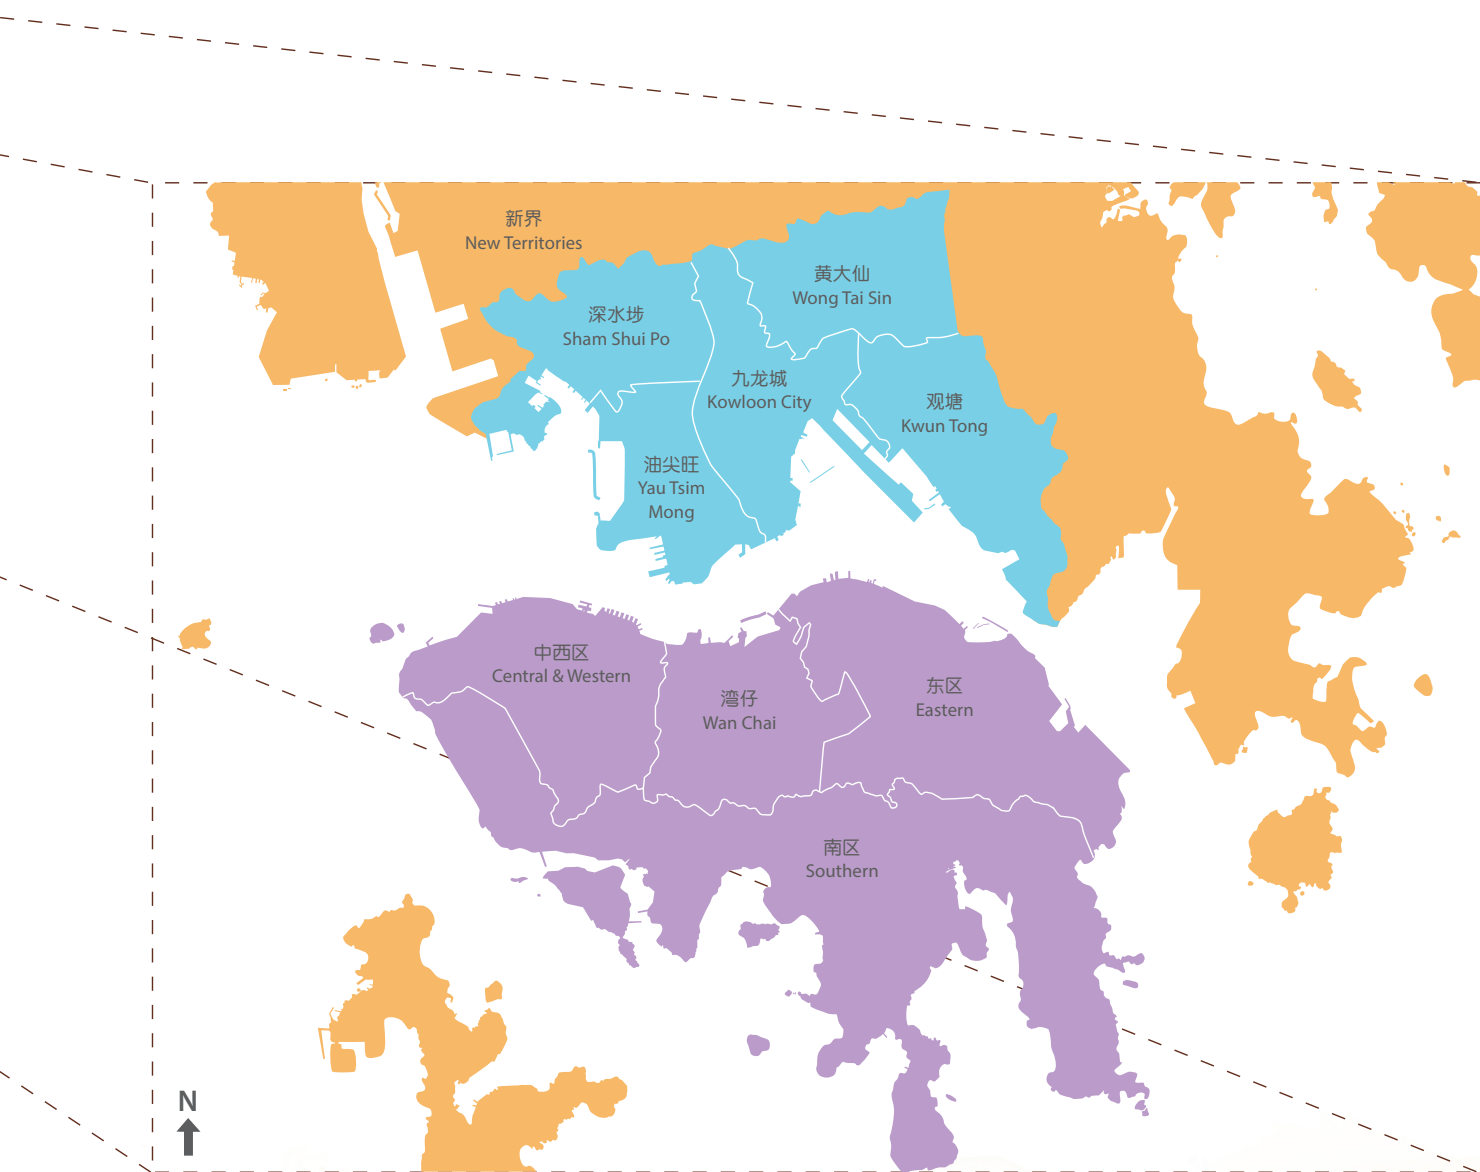 新界
New Territories
黄大仙
Wong Tai Sin
深水埗
Sham Shui Po
九龙城
Kowloon City
观塘
Kwun Tong
油尖旺
Yau Tsim
Mong
中西区
Central & Western
湾仔
Wan Chai
东区
Eastern
南区
Southern
N